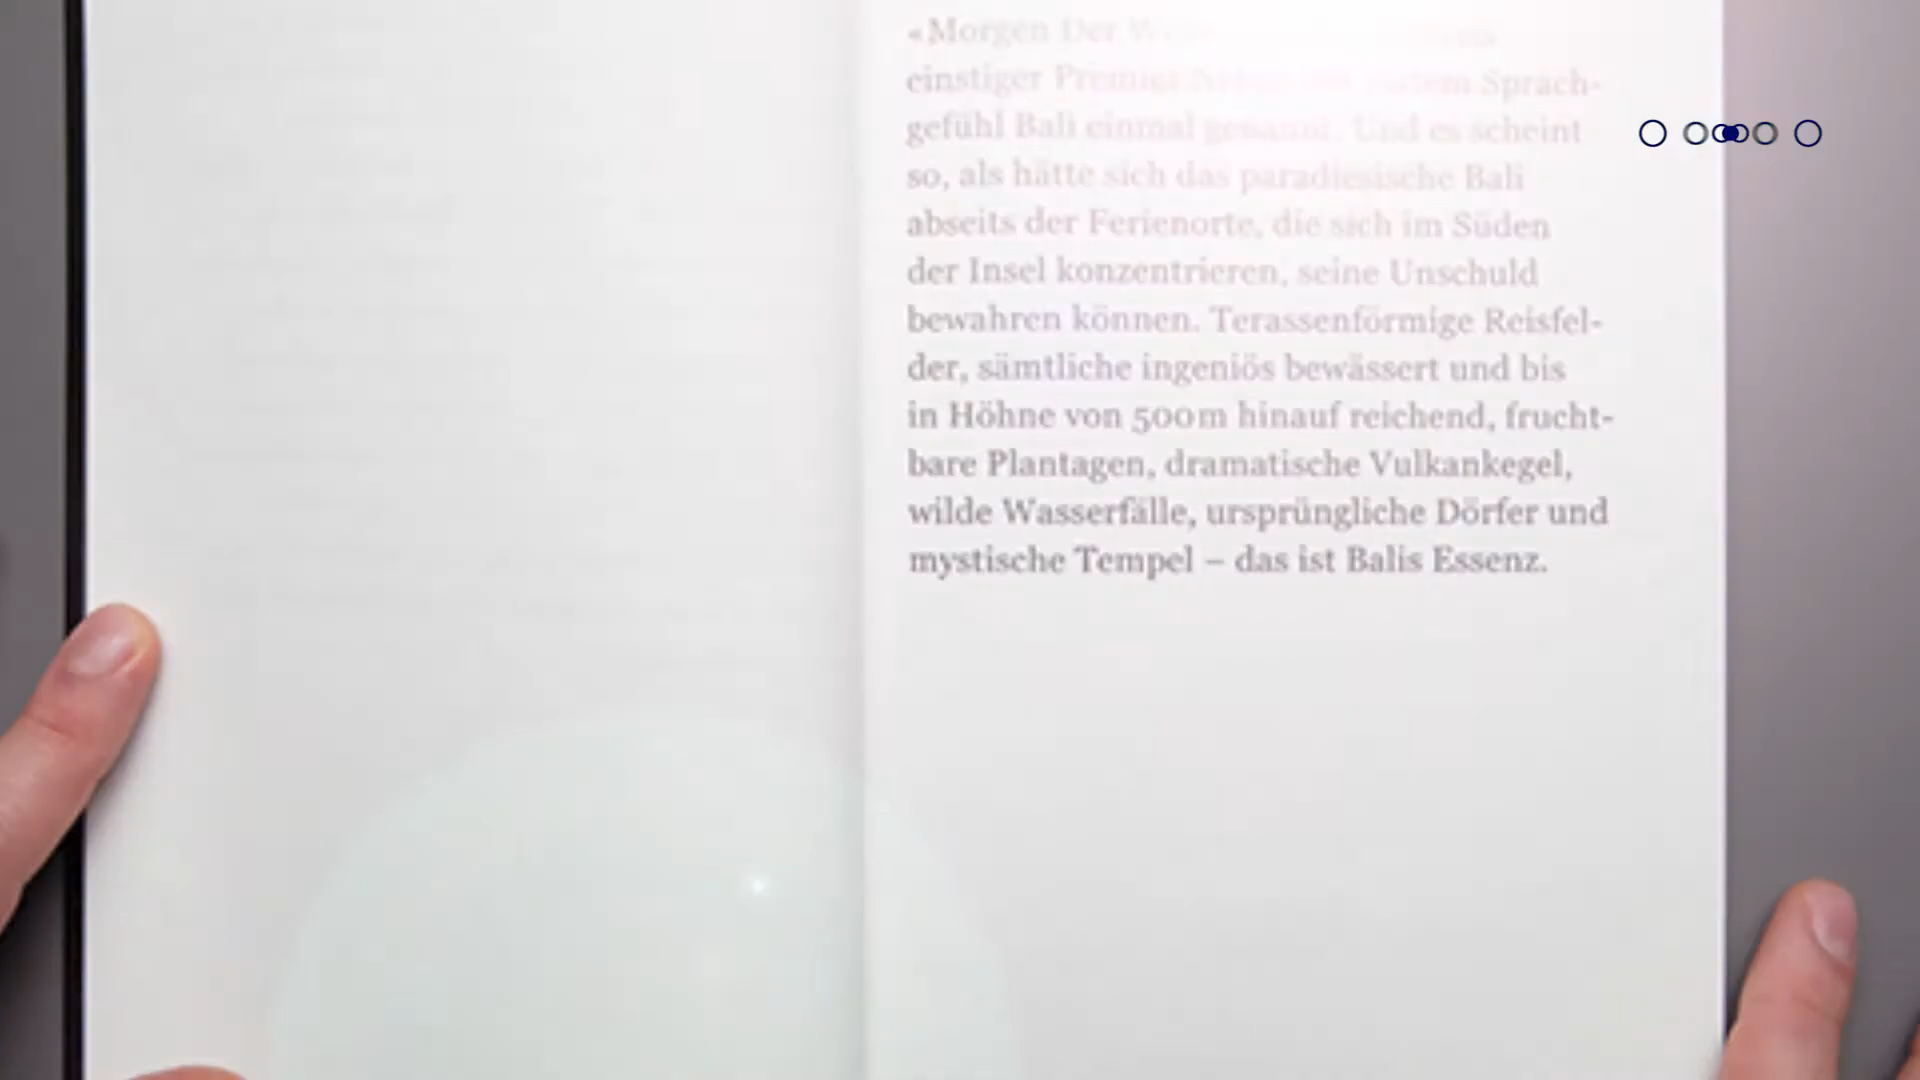 «Morgen Der
einstiger Premier Sprach-
gefühl Bali einmal genannt. Und es scheint
so, als hätte sich das paradiesische Bali
abseits der Ferienorte, die sich im Süden
der Insel konzentrieren, seine Unschuld
bewahren können. Terassenförmige Reisfel-
der, sämtliche ingeniös bewässert und bis
in Höhne von 500m hinauf reichend, frucht-
bare Plantagen, dramatische Vulkankegel,
wilde Wasserfälle, ursprüngliche Dörfer und
mystische Tempel – das ist Balis Essenz.